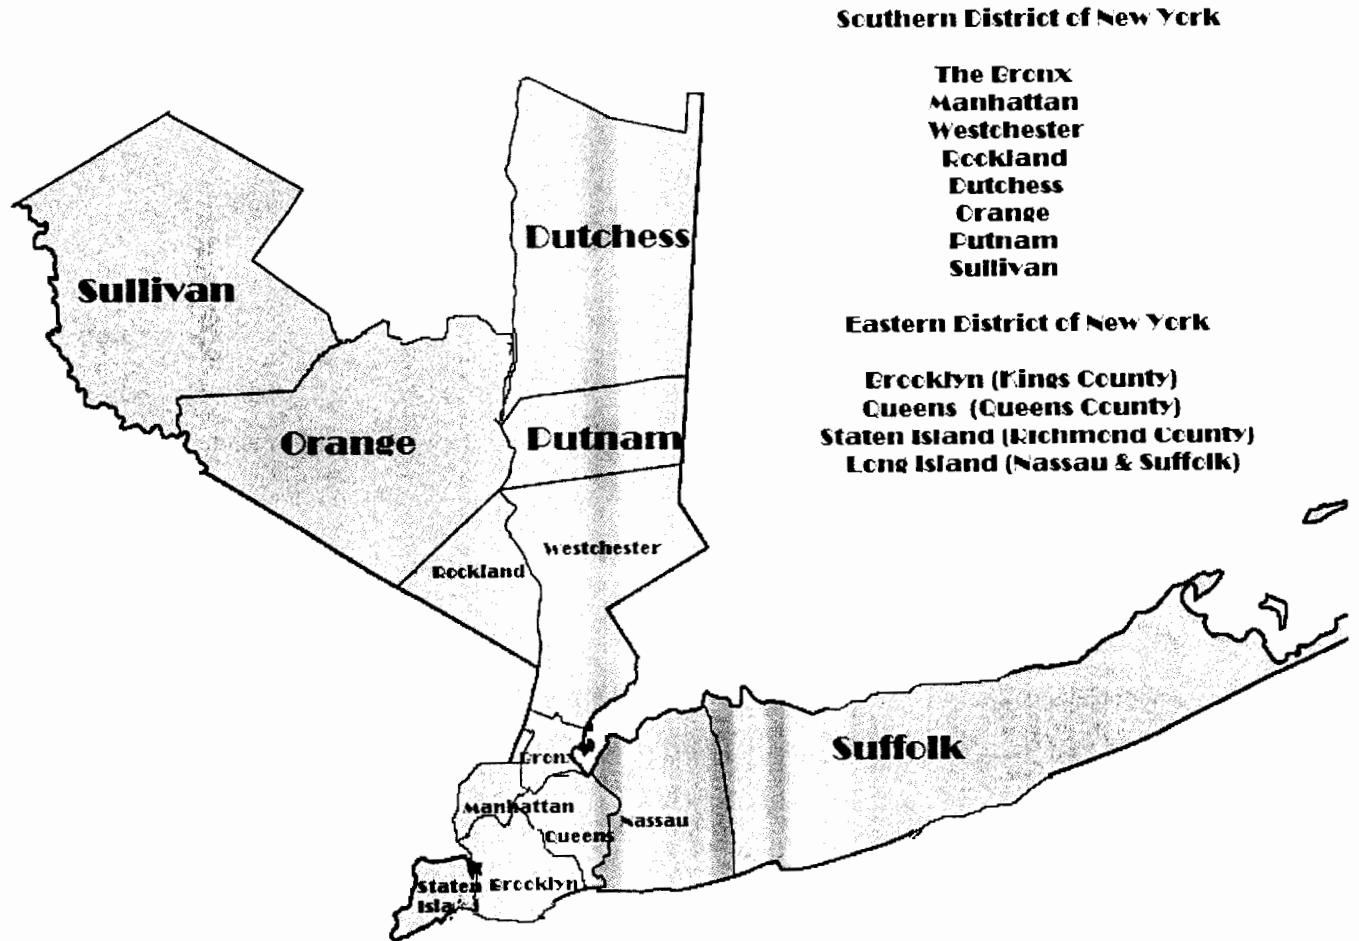 Southern District of New York
The Bronx
Manhattan
Westchester
Rockland
Dutchess
Orange
Putnam
Sullivan
Eastern District of New York
Brooklyn (Kings County)
Queens (Queens County)
Staten Island (Richmond County)
Long Island (Nassau & Suffolk)
Dutchess
Sullivan
Orange
Putnam
Westchester
Rockland
Suffolk
Bronx
Manhattan
Nassau
Queens
Staten
Isla
Brooklyn